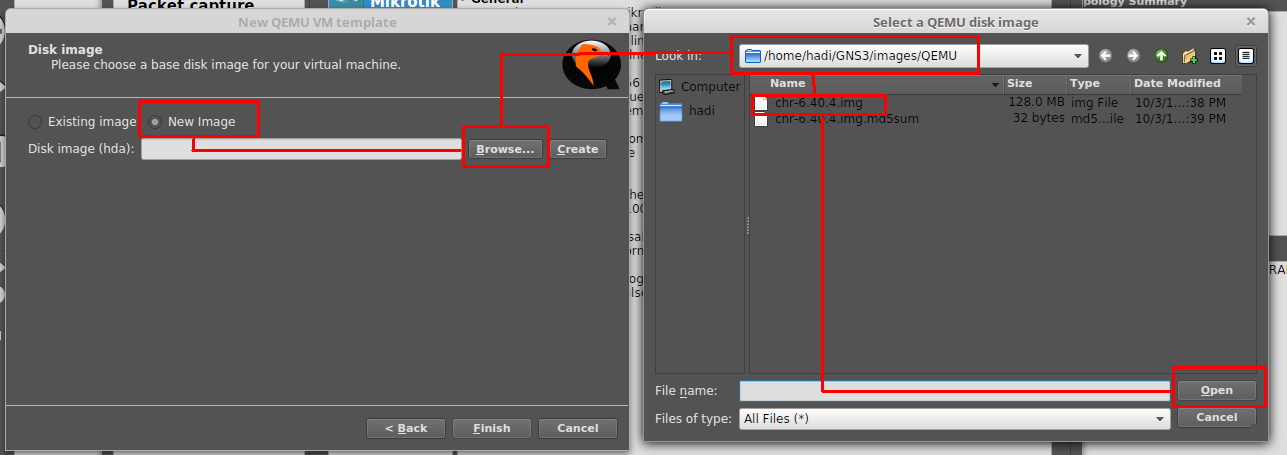 Packet capture
Mikrotik
General
pology Summary
New QEMU VM template
Disk image
Please choose a base disk image for your virtual machine.
Existing image
New Image
Disk image (hda):
Browse...
Create
< Back
Finish
Cancel
Select a QEMU disk image
Look in:
/home/hadi/GNS3/images/QEMU
Computer
hadi
Name
Size
Type
Date Modified
chr-6.40.4.img
128.0 MB
img File
10/3/1...:38 PM
chr-6.40.4.img.md5sum
32 bytes
md5...ile
10/3/1...:39 PM
File name:
Open
Files of type:
All Files (*)
Cancel